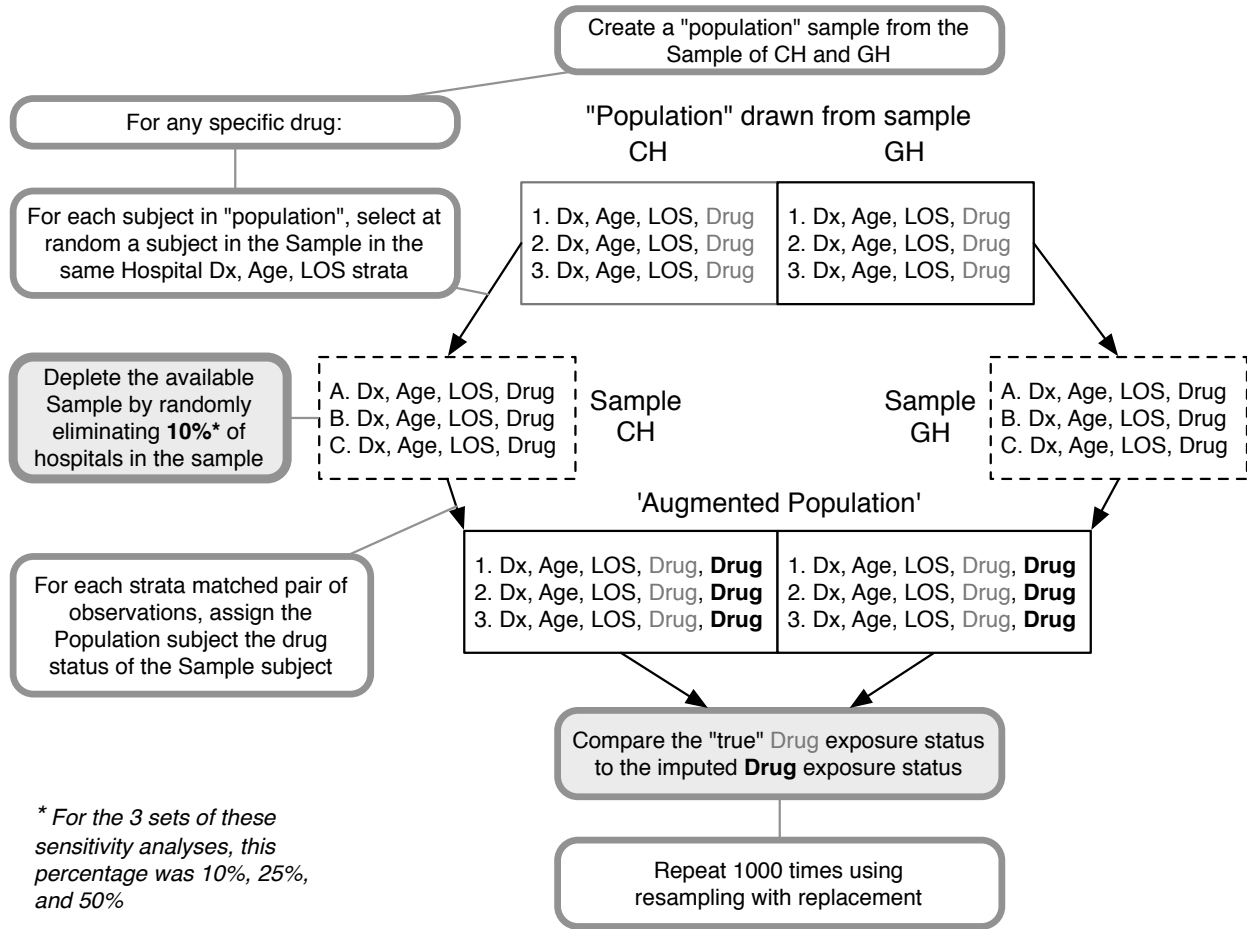 Create a "population" sample from the
Sample of CH and GH
For any specific drug:
"Population" drawn from sample
CH
GH
For each subject in "population", select at
random a subject in the Sample in the
same Hospital Dx, Age, LOS strata
1. Dx, Age, LOS, Drug
2. Dx, Age, LOS, Drug
3. Dx, Age, LOS, Drug
1. Dx, Age, LOS, Drug
2. Dx, Age, LOS, Drug
3. Dx, Age, LOS, Drug
Deplete the available
Sample by randomly
eliminating 10%* of
hospitals in the sample
A. Dx, Age, LOS, Drug
B. Dx, Age, LOS, Drug
C. Dx, Age, LOS, Drug
Sample
CH
Sample
GH
A. Dx, Age, LOS, Drug
B. Dx, Age, LOS, Drug
C. Dx, Age, LOS, Drug
'Augmented Population'
For each strata matched pair of
observations, assign the
Population subject the drug
status of the Sample subject
1. Dx, Age, LOS, Drug, Drug
2. Dx, Age, LOS, Drug, Drug
3. Dx, Age, LOS, Drug, Drug
1. Dx, Age, LOS, Drug, Drug
2. Dx, Age, LOS, Drug, Drug
3. Dx, Age, LOS, Drug, Drug
Compare the "true" Drug exposure status
to the imputed Drug exposure status
* For the 3 sets of these
sensitivity analyses, this
percentage was 10%, 25%,
and 50%
Repeat 1000 times using
resampling with replacement